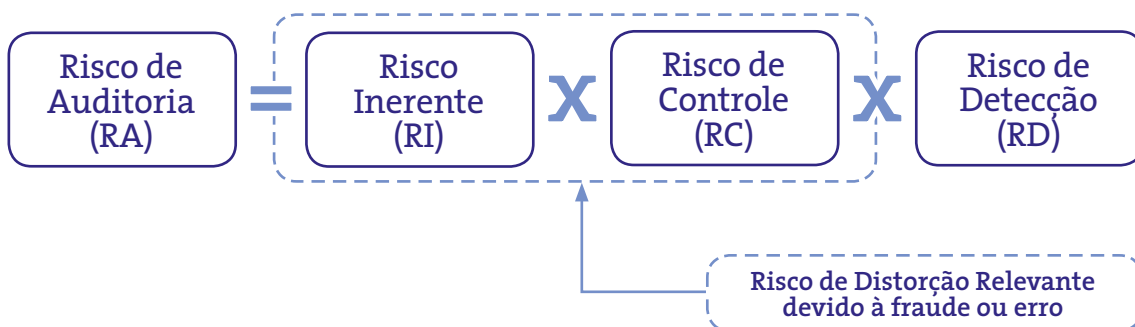 Risco de
Auditoria
(RA)
=
Risco
Inerente
(RI)
X
Risco de
Controle
(RC)
X
Risco de
Detecção
(RD)
Risco de Distorção Relevante
devido à fraude ou erro